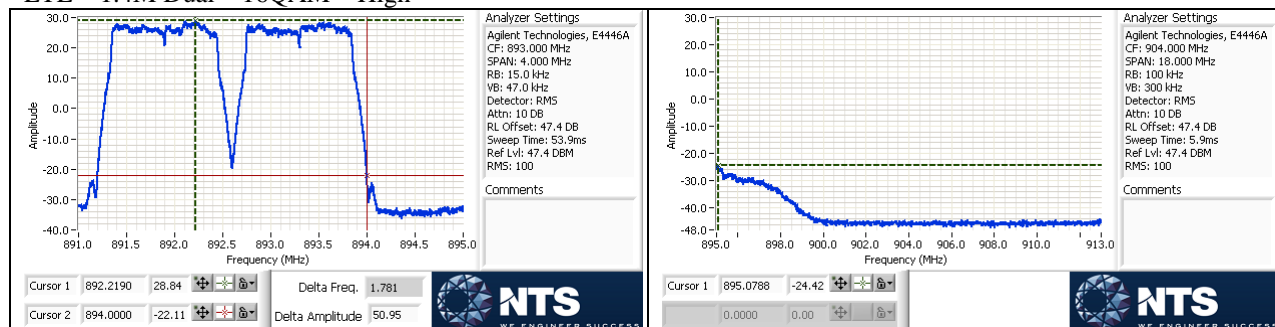 LTE – 1.4M Dual – 16QAM – High
30.0
20.0
10.0
0.0
-10.0
-20.0
-30.0
-40.0
Amplitude
891.0 891.5 892.0 892.5 893.0 893.5 894.0 894.5 895.0
Frequency (MHz)
Analyzer Settings
Agilent Technologies, E4446A
CF: 893.000 MHz
SPAN: 4.000 MHz
RB: 15.0 kHz
VB: 47.0 kHz
Detector: RMS
Attn: 10 DB
RL Offset: 47.4 DB
Sweep Time: 53.9ms
Ref Lvl: 47.4 DBM
RMS: 100
Comments
Cursor 1 892.2190 28.84
Cursor 2 894.0000 -22.11
Delta Freq. 1.781
Delta Amplitude 50.95
NTS
WE ENGINEER SUCCESS
30.0
20.0
10.0
0.0
-10.0
-20.0
-30.0
-40.0
-48.0
Amplitude
895.0 898.0 900.0 902.0 904.0 906.0 908.0 910.0 913.0
Frequency (MHz)
Analyzer Settings
Agilent Technologies, E4446A
CF: 904.000 MHz
SPAN: 18.000 MHz
RB: 100 kHz
VB: 300 kHz
Detector: RMS
Attn: 10 DB
RL Offset: 47.4 DB
Sweep Time: 5.9ms
Ref Lvl: 47.4 DBM
RMS: 100
Comments
Cursor 1 895.0788 -24.42
0.0000 0.00
NTS
WE ENGINEER SUCCESS